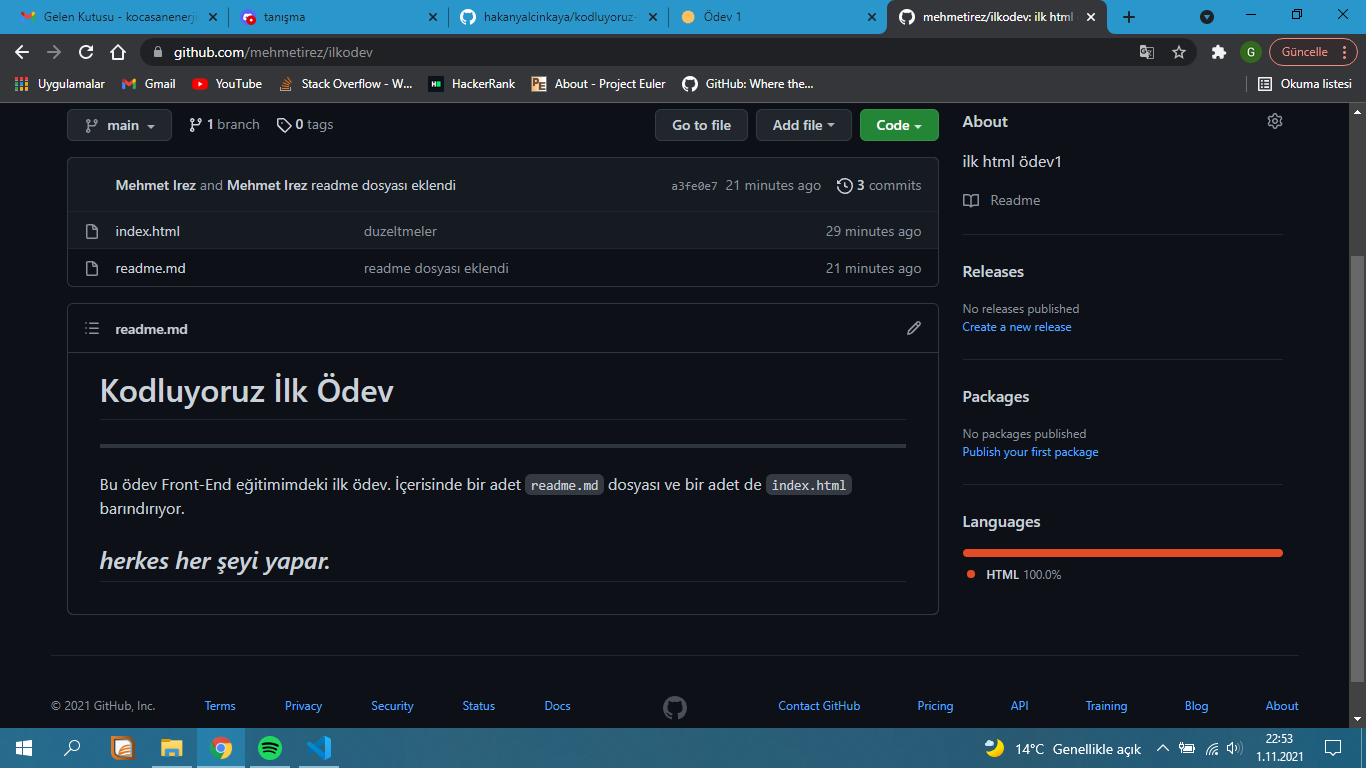 Gelen Kutusu - kocasanenerji
tanışma
hakanyalcinkaya/kodluyoruz-
Ödev 1
mehmetirez/ilkodev: ilk html
github.com/mehmetirez/ilkodev
G
Güncelle
Uygulamalar
Gmail
YouTube
Stack Overflow - W...
HackerRank
About - Project Euler
GitHub: Where the...
Okuma listesi
main
1 branch
0 tags
Go to file
Add file
Code
Mehmet Irez and Mehmet Irez readme dosyası eklendi
a3fe0e7 21 minutes ago
3 commits
index.html
duzeltmeler
29 minutes ago
readme.md
readme dosyası eklendi
21 minutes ago
readme.md
Kodluyoruz İlk Ödev
Bu ödev Front-End eğitimimdeki ilk ödev. İçerisinde bir adet readme.md dosyası ve bir adet de index.html
barındırıyor.
herkes her şeyi yapar.
About
ilk html ödev1
Readme
Releases
No releases published
Create a new release
Packages
No packages published
Publish your first package
Languages
HTML 100.0%
© 2021 GitHub, Inc.
Terms
Privacy
Security
Status
Docs
Contact GitHub
Pricing
API
Training
Blog
About
14°C Genellikle açık
22:53
1.11.2021